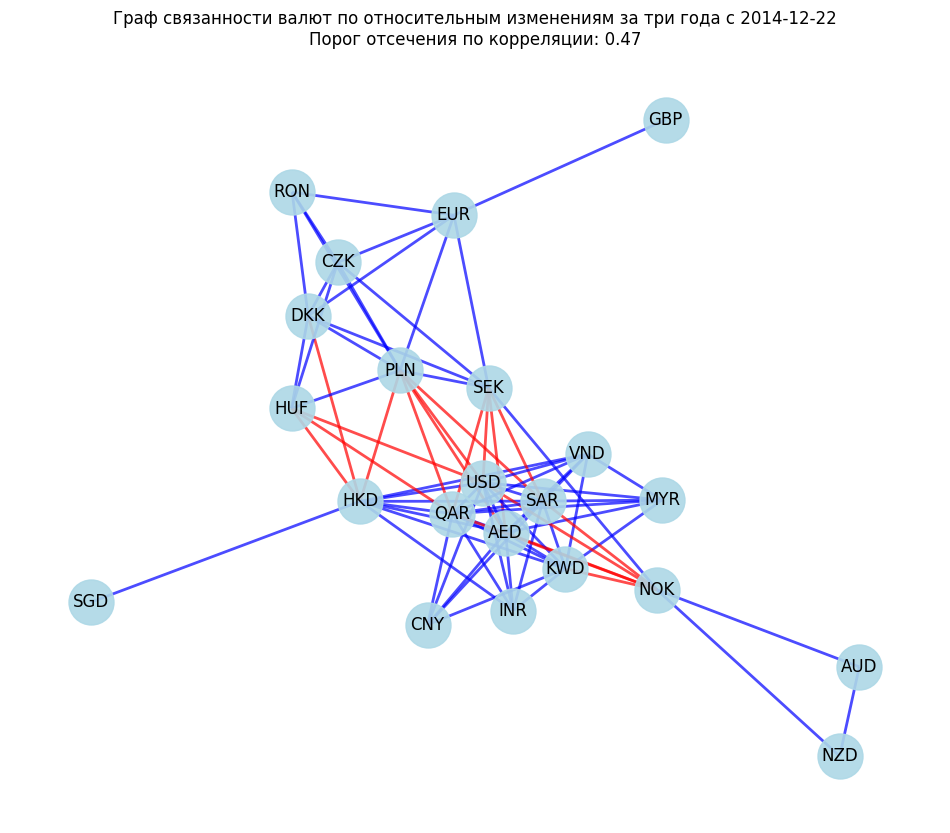 Граф связанности валют по относительным изменениям за три года с 2014-12-22
Порог отсечения по корреляции: 0.47
GBP
RON
EUR
CZK
DKK
PLN
SEK
HUF
VND
USD
HKD
SAR
MYR
QAR
AED
KWD
NOK
SGD
INR
CNY
AUD
NZD